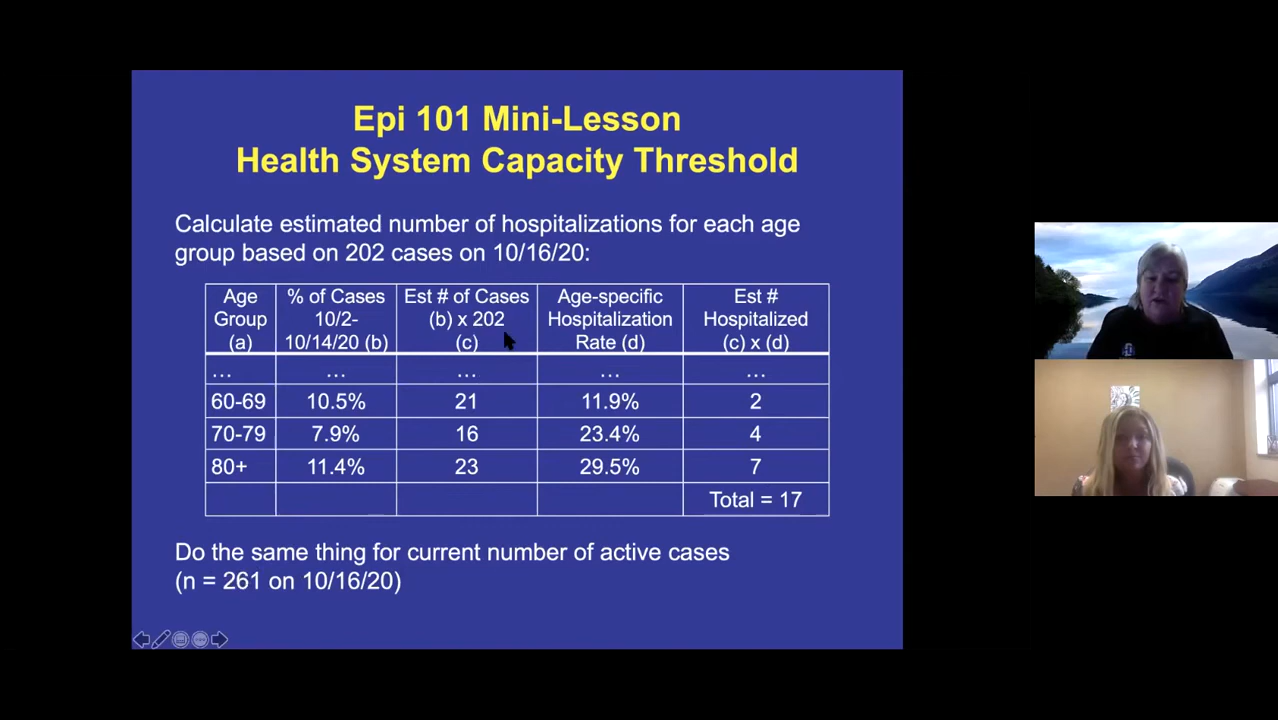 Epi 101 Mini-Lesson
Health System Capacity Threshold
Calculate estimated number of hospitalizations for each age
group based on 202 cases on 10/16/20:
Age Group (a) % of Cases 10/2-10/14/20 (b) Est # of Cases (b) x 202 (c) Age-specific Hospitalization Rate (d) Est # Hospitalized (c) x (d)
… … … … …
60-69 10.5% 21 11.9% 2
70-79 7.9% 16 23.4% 4
80+ 11.4% 23 29.5% 7
Total = 17
Do the same thing for current number of active cases
(n = 261 on 10/16/20)